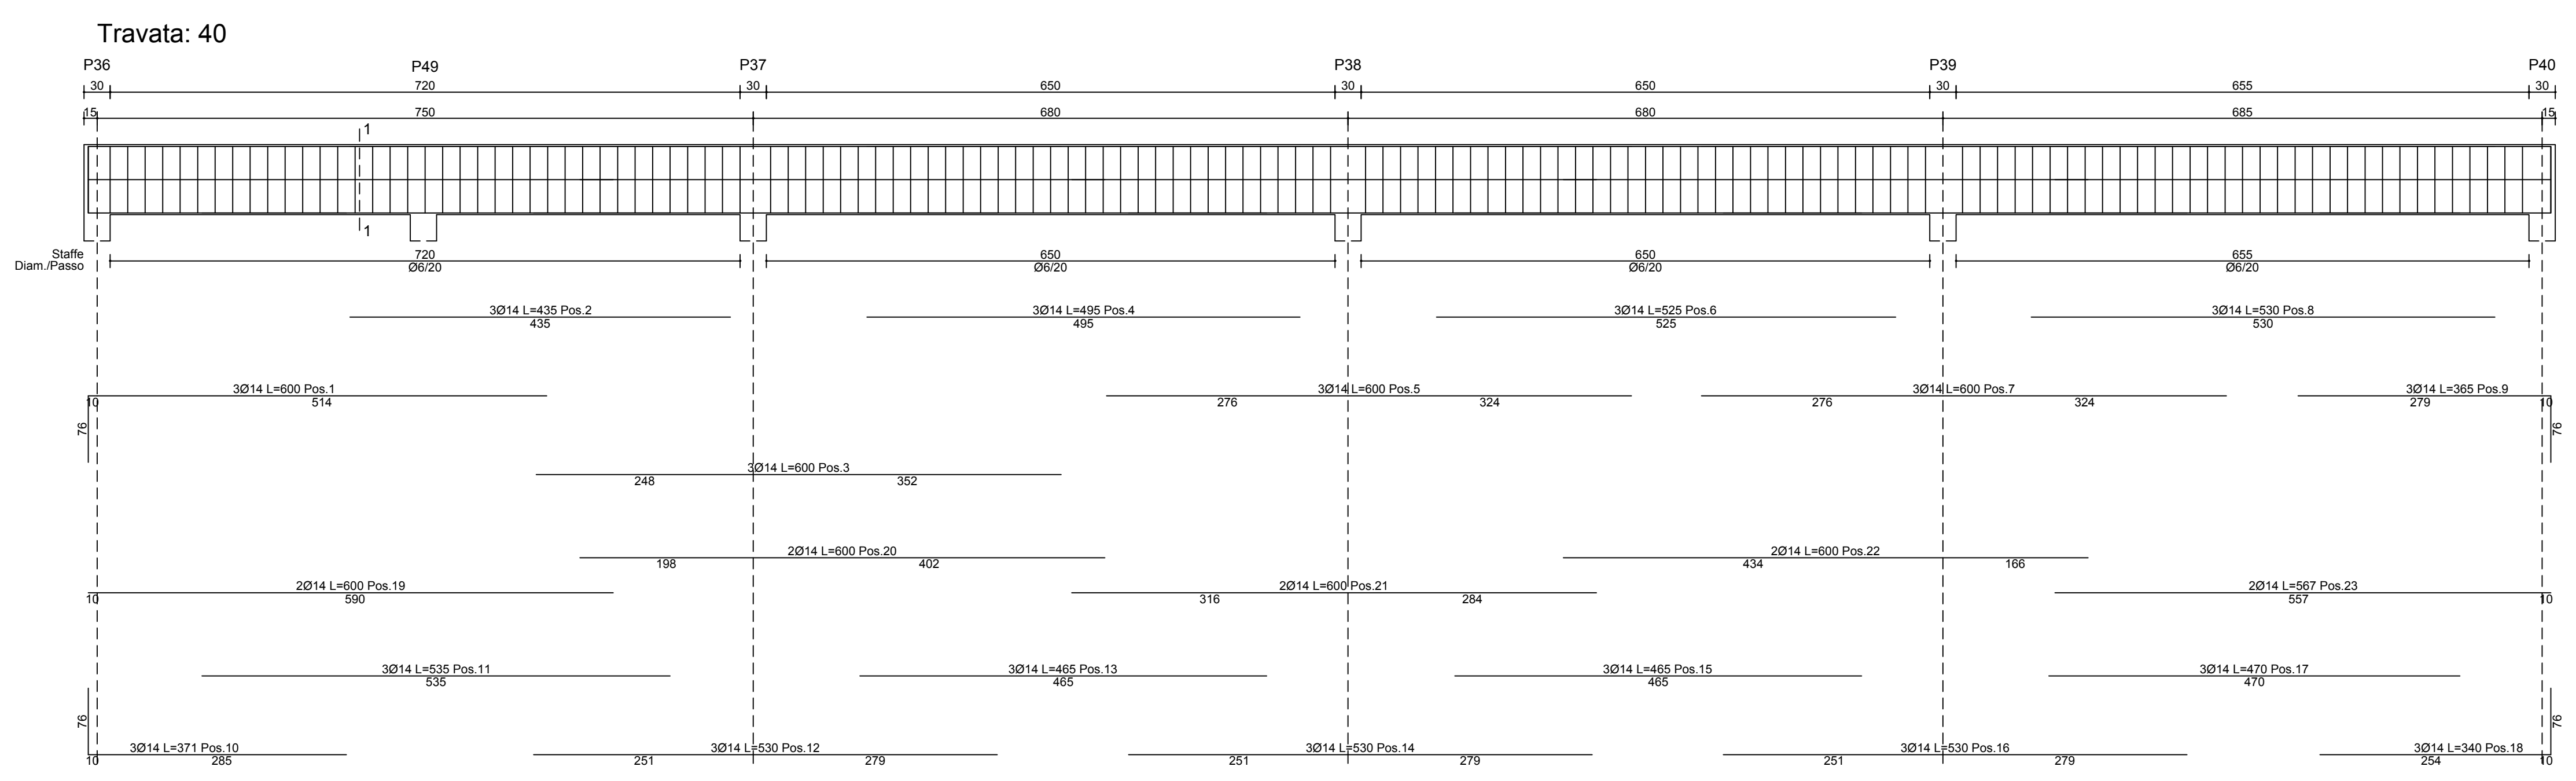 Travata: 40
P36 P49 P37 P38 P39 P40
30 720 30 650 30 650 30 655 30
15 750 680 680 685 15
1
1
Staffe
Diam./Passo
720 650 650 655
Ø6/20 Ø6/20 Ø6/20 Ø6/20
3Ø14 L=435 Pos.2 3Ø14 L=495 Pos.4 3Ø14 L=525 Pos.6 3Ø14 L=530 Pos.8
435 495 525 530
3Ø14 L=600 Pos.1 3Ø14 L=600 Pos.5 3Ø14 L=600 Pos.7 3Ø14 L=365 Pos.9
10 514 276 324 276 324 279 10
76 76
3Ø14 L=600 Pos.3
248 352
2Ø14 L=600 Pos.20 2Ø14 L=600 Pos.22
198 402 434 166
2Ø14 L=600 Pos.19 2Ø14 L=600 Pos.21 2Ø14 L=567 Pos.23
10 590 316 284 557 10
3Ø14 L=535 Pos.11 3Ø14 L=465 Pos.13 3Ø14 L=465 Pos.15 3Ø14 L=470 Pos.17
535 465 465 470
76 76
3Ø14 L=371 Pos.10 3Ø14 L=530 Pos.12 3Ø14 L=530 Pos.14 3Ø14 L=530 Pos.16 3Ø14 L=340 Pos.18
10 285 251 279 251 279 251 279 254 10